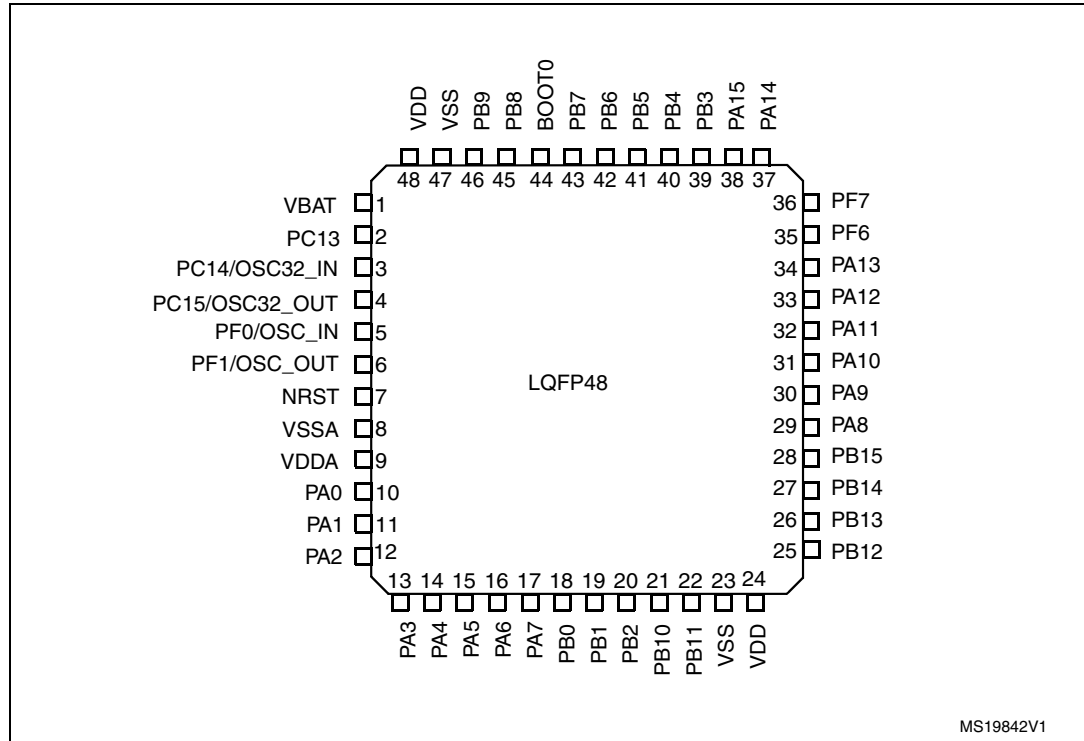 VDD
VSS
PB9
PB8
BOOT0
PB7
PB6
PB5
PB4
PB3
PA15
PA14
48 47 46 45 44 43 42 41 40 39 38 37
VBAT 1
PC13 2
PC14/OSC32_IN 3
PC15/OSC32_OUT 4
PF0/OSC_IN 5
PF1/OSC_OUT 6
NRST 7
VSSA 8
VDDA 9
PA0 10
PA1 11
PA2 12
LQFP48
36 PF7
35 PF6
34 PA13
33 PA12
32 PA11
31 PA10
30 PA9
29 PA8
28 PB15
27 PB14
26 PB13
25 PB12
13 14 15 16 17 18 19 20 21 22 23 24
PA3
PA4
PA5
PA6
PA7
PB0
PB1
PB2
PB10
PB11
VSS
VDD
MS19842V1